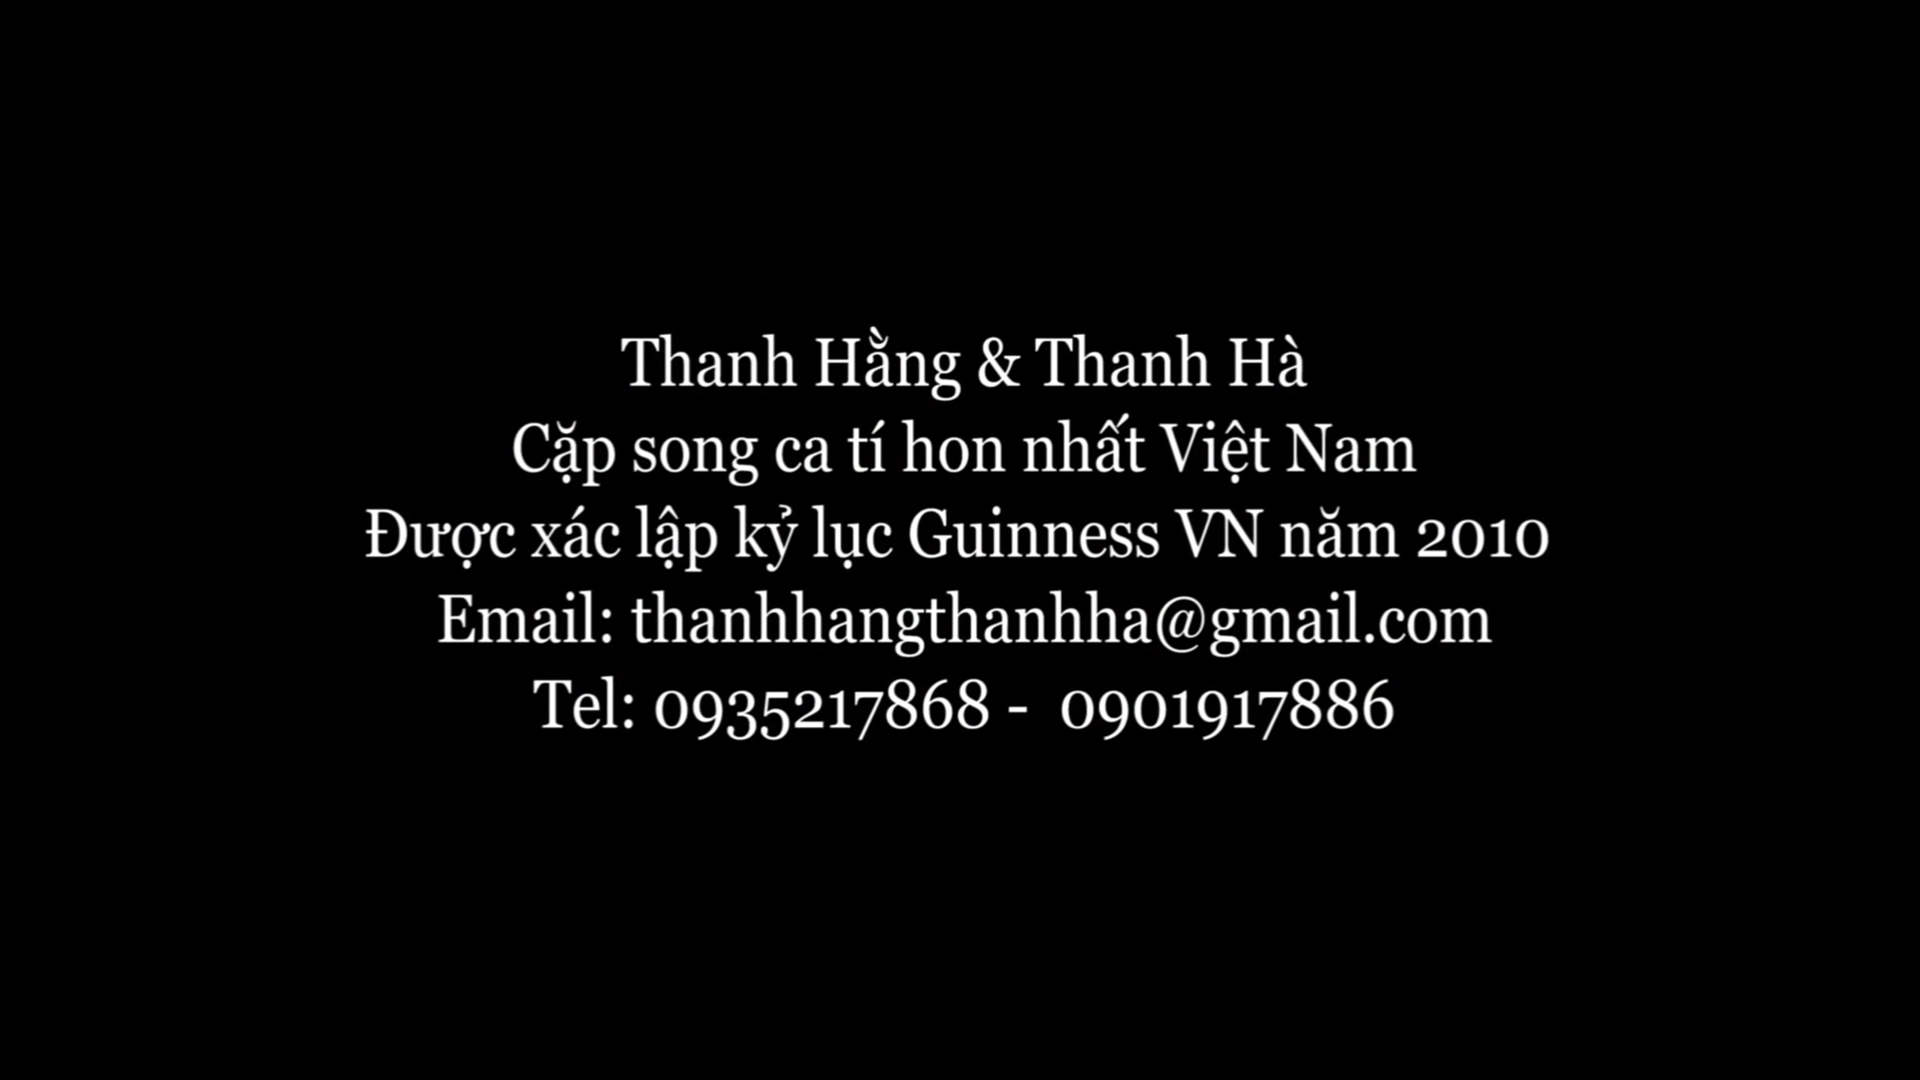 Thanh Hằng & Thanh Hà
Cặp song ca tí hon nhất Việt Nam
Được xác lập kỷ lục Guinness VN năm 2010
Email: thanhhangthanhha@gmail.com
Tel: 0935217868 -  0901917886